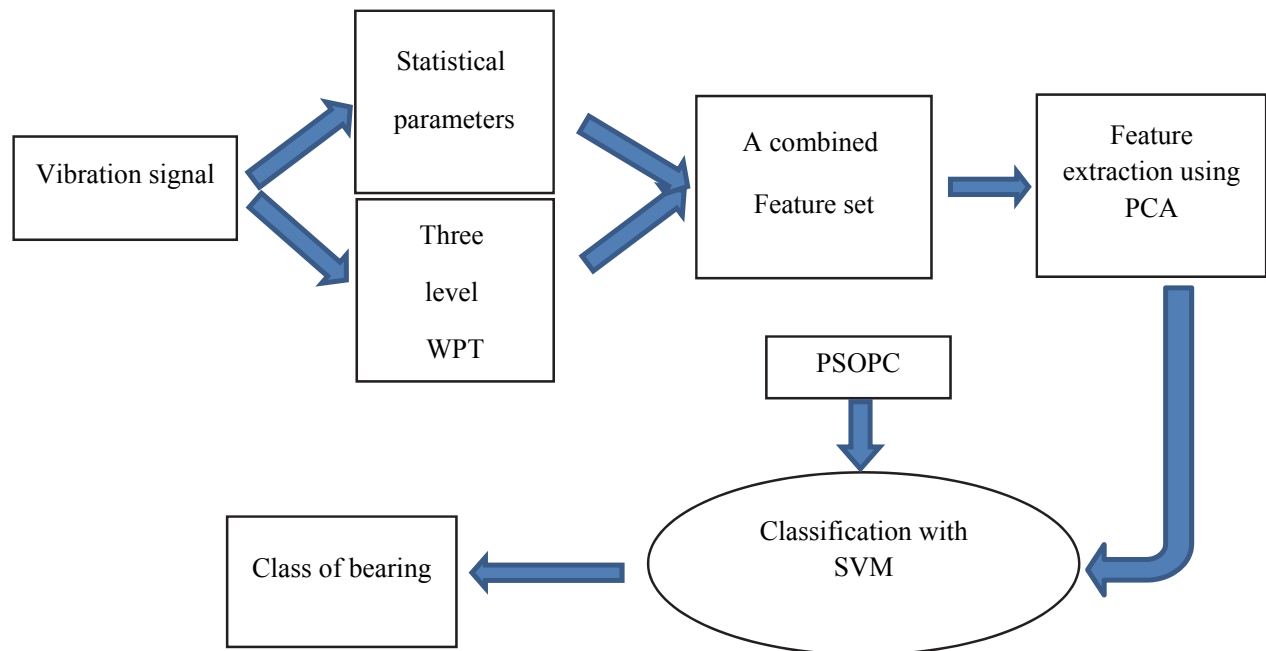 Vibration signal
Statistical
parameters
Three
level
WPT
A combined
Feature set
Feature
extraction using
PCA
PSOPC
Classification with
SVM
Class of bearing